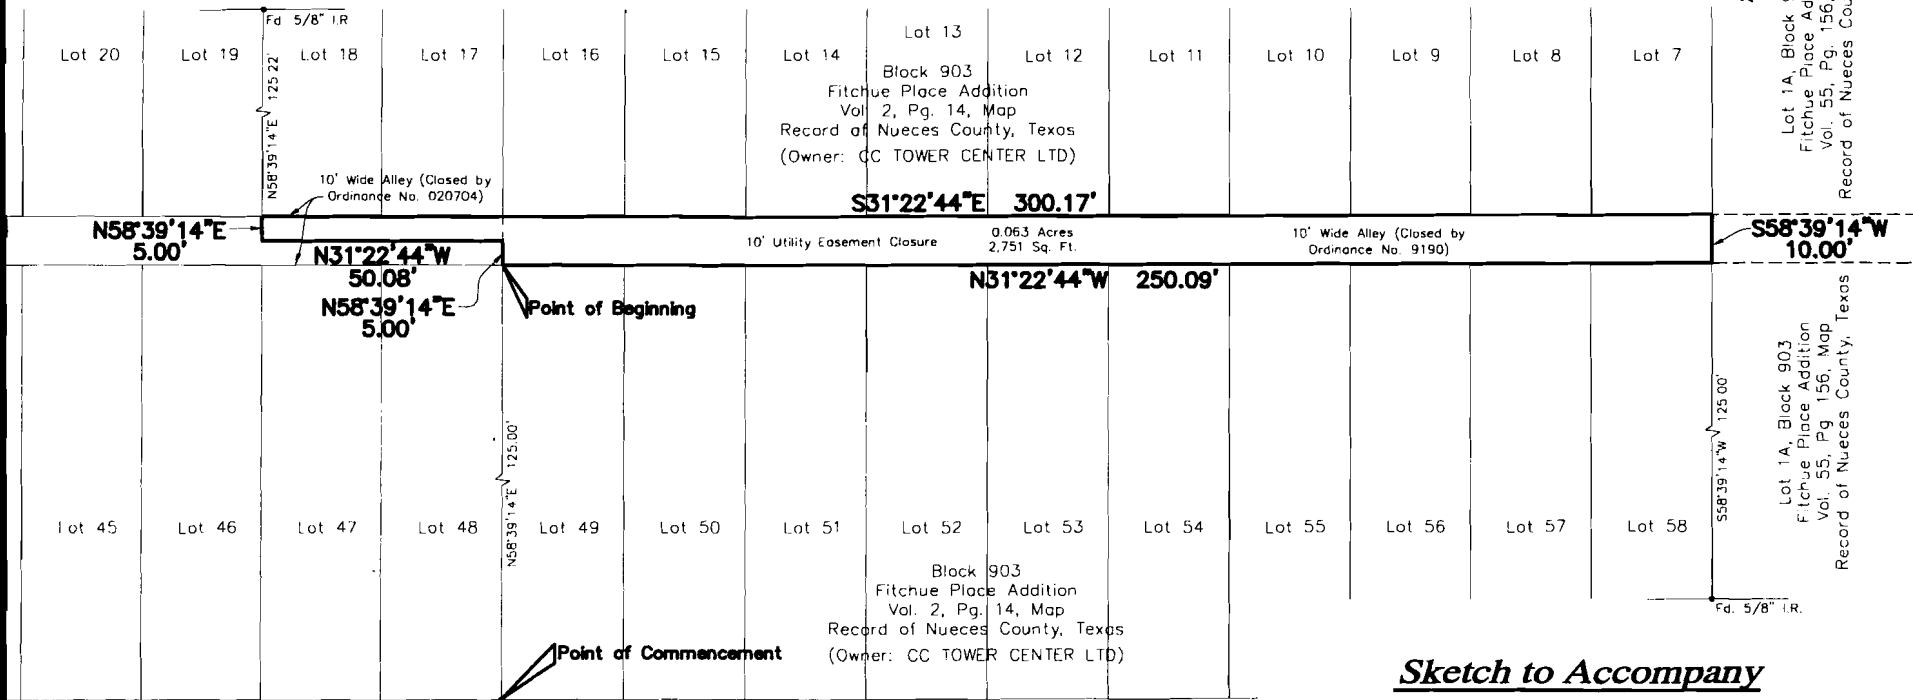 Fd 5/8" I.R
Lot 20
Lot 19
Lot 18
Lot 17
Lot 16
Lot 15
Lot 14
Lot 13
Lot 12
Lot 11
Lot 10
Lot 9
Lot 8
Lot 7
Block 903
Fitchue Place Addition
Vol 2, Pg. 14, Map
Record of Nueces County, Texas
(Owner: CC TOWER CENTER LTD)
N58°39'14"E 125 22'
Lot 1A, Block
Fitchue Place Ad
Vol. 55, Pg. 156,
Record of Nueces Cou
10' Wide Alley (Closed by
Ordinance No. 020704)
S31°22'44"E 300.17'
N58°39'14"E
5.00'
N31°22'44"W
50.08'
N58°39'14"E
5.00'
10' Utility Easement Closure
0.063 Acres
2,751 Sq. Ft.
10' Wide Alley (Closed by
Ordinance No. 9190)
S58°39'14"W
10.00'
N31°22'44"W 250.09'
Point of Beginning
N58°39'14"E 125.00'
S58°39'14"W 125 00'
Lot 1A, Block 903
Fitchue Place Addition
Vol. 55, Pg 156, Map
Record of Nueces County, Texas
Lot 45
Lot 46
Lot 47
Lot 48
Lot 49
Lot 50
Lot 51
Lot 52
Lot 53
Lot 54
Lot 55
Lot 56
Lot 57
Lot 58
Block 903
Fitchue Place Addition
Vol. 2, Pg. 14, Map
Record of Nueces County, Texas
(Owner: CC TOWER CENTER LTD)
Fd. 5/8" I.R.
Point of Commencement
Sketch to Accompany